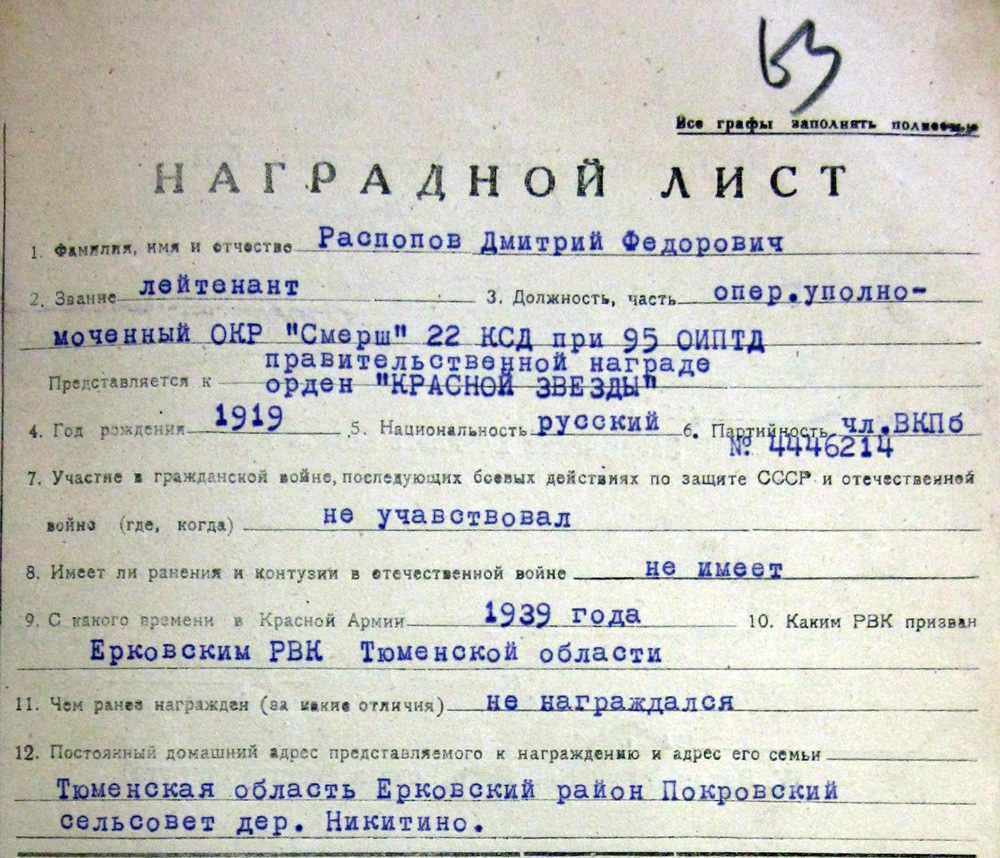 Все графы заполнять полностью
НАГРАДНОЙ ЛИСТ
1. Фамилия, имя и отчество Распопов Дмитрий Федорович
2. Звание лейтенант 3. Должность, часть опер.уполно-
моченный ОКР "Смерш" 22 КСД при 95 ОИПТД
правительственной награде
Представляется к орден "КРАСНОЙ ЗВЕЗДЫ"
4. Год рождения 1919 5. Национальность русский 6. Партийность чл.ВКПб
№ 4446214
7. Участие в гражданской войне, последующих боевых действиях по защите СССР и отечественной
войне (где, когда) не учавствовал
8. Имеет ли ранения и контузии в отечественной войне не имеет
9. С какого времени в Красной Армии 1939 года 10. Каким РВК призван
Ерковским РВК Тюменской области
11. Чем ранее награжден (за какие отличия) не награждался
12. Постоянный домашний адрес представляемого к награждению и адрес его семьи
Тюменская область Ерковский район Покровский
сельсовет дер. Никитино.